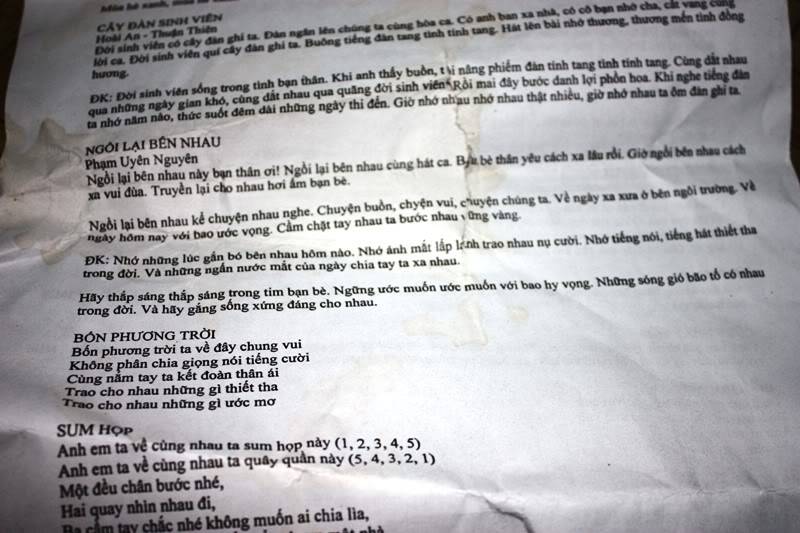 Mùa hè xanh,
CÂY ĐÀN SINH VIÊN
Hoài An - Thuận Thiên
Đời sinh viên có cây đàn ghi ta. Đàn ngân lên chúng ta cùng hòa ca. Có anh bạn xa nhà, có cô bạn nhớ cha, cất vang cùng
lời ca. Đời sinh viên quí cây đàn ghi ta. Buông tiếng đàn tang tình tính tang. Hát lên bài nhớ thương, thương mến tình đồng
hương.
ĐK: Đời sinh viên sống trong tình bạn thân. Khi anh thấy buồn, nâng phiếm đàn tính tang tình tính tang. Cùng dắt nhau
qua những ngày gian khó, cùng dắt nhau qua quãng đời sinh viên. Rồi mai đây bước danh lợi phồn hoa. Khi nghe tiếng đàn
ta nhớ năm nào, thức suốt đêm dài những ngày thi đến. Giờ nhớ nhau nhớ nhau thật nhiều, giờ nhớ nhau ta ôm đàn ghi ta.
NGỒI LẠI BÊN NHAU
Phạm Uyên Nguyên
Ngồi lại bên nhau này bạn thân ơi! Ngồi lại bên nhau cùng hát ca. Bạn bè thân yêu cách xa lâu rồi. Giờ ngồi bên nhau cách
xa vui đùa. Truyền lại cho nhau hơi ấm bạn bè.
Ngồi lại bên nhau kể chuyện nhau nghe. Chuyện buồn, chyện vui, chuyện chúng ta. Về ngày xa xưa ở bên ngôi trường. Về
ngày hôm nay với bao ước vọng. Cầm chặt tay nhau ta bước nhau vững vàng.
ĐK: Nhớ những lúc gắn bó bên nhau hôm nào. Nhớ ánh mắt lấp lánh trao nhau nụ cười. Nhớ tiếng nói, tiếng hát thiết tha
trong đời. Và những ngấn nước mắt của ngày chia tay ta xa nhau.
Hãy thắp sáng thắp sáng trong tim bạn bè. Ngững ước muốn ước muốn với bao hy vọng. Những sóng gió bão tố có nhau
trong đời. Và hãy gắng sống xứng đáng cho nhau.
BỐN PHƯƠNG TRỜI
Bốn phương trời ta về đây chung vui
Không phân chia giọng nói tiếng cười
Cùng nắm tay ta kết đoàn thân ái
Trao cho nhau những gì thiết tha
Trao cho nhau những gì ước mơ
SUM HỌP
Anh em ta về cùng nhau ta sum họp này (1, 2, 3, 4, 5)
Anh em ta về cùng nhau ta quây quần này (5, 4, 3, 2, 1)
Một đều chân bước nhé,
Hai quay nhìn nhau đi,
Ba cầm tay chắc nhé không muốn ai chia lìa,